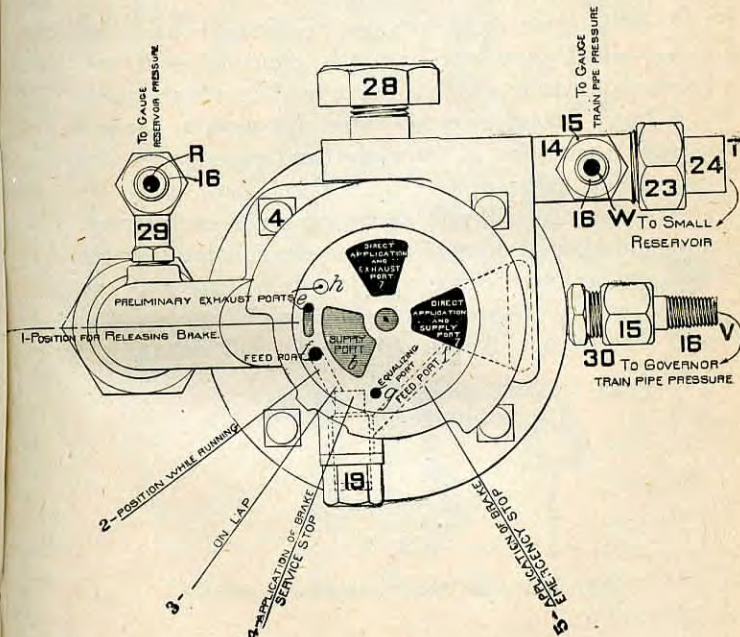 TO GAUGE
RESERVOIR PRESSURE
R
16
29
28
4
TO GAUGE
TRAIN PIPE PRESSURE
15
14
16
W
23
24
T
TO SMALL
RESERVOIR
DIRECT
APPLICATION
AND
EXHAUST
PORT
h
PRELIMINARY EXHAUST PORTS
e
1-POSITION FOR RELEASING BRAKE.
FEED PORT
SUPPLY
PORT
DIRECT
APPLICATION
AND
SUPPLY
PORT
EQUALIZING
PORT
g
FEED PORT
f
30
15
16
V
TO GOVERNOR
TRAIN PIPE PRESSURE
19
2-POSITION WHILE RUNNING
3- ON LAP
4-APPLICATION OF BRAKE
SERVICE STOP
5-APPLICATION OF BRAKE
EMERGENCY STOP